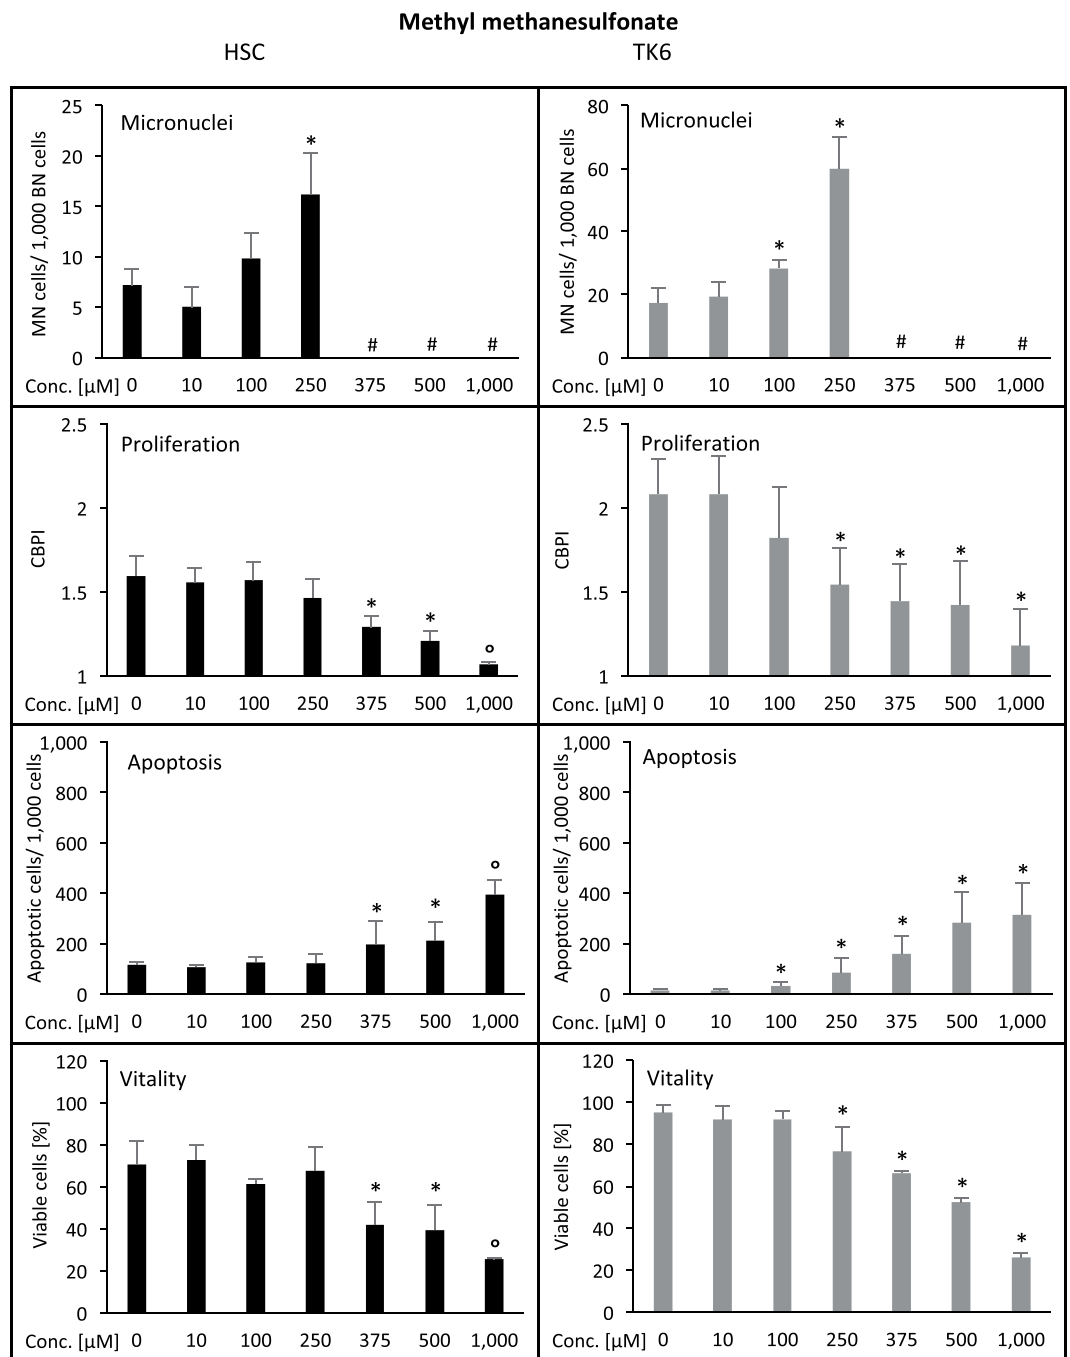 Methyl methanesulfonate
HSC
TK6
Micronuclei
MN cells/ 1,000 BN cells
25
20
15
10
5
0
*
# # #
Conc. [µM] 0 10 100 250 375 500 1,000
Micronuclei
MN cells/ 1,000 BN cells
80
60
40
20
0
* *
# # #
Conc. [µM] 0 10 100 250 375 500 1,000
Proliferation
CBPI
2.5
2
1.5
1
* * °
Conc. [µM] 0 10 100 250 375 500 1,000
Proliferation
CBPI
2.5
2
1.5
1
* * * *
Conc. [µM] 0 10 100 250 375 500 1,000
Apoptosis
Apoptotic cells/ 1,000 cells
1,000
800
600
400
200
0
* * °
Conc. [µM] 0 10 100 250 375 500 1,000
Apoptosis
Apoptotic cells/ 1,000 cells
1,000
800
600
400
200
0
* * * * *
Conc. [µM] 0 10 100 250 375 500 1,000
Vitality
Viable cells [%]
120
100
80
60
40
20
0
* * °
Conc. [µM] 0 10 100 250 375 500 1,000
Vitality
Viable cells [%]
120
100
80
60
40
20
0
* * * *
Conc. [µM] 0 10 100 250 375 500 1,000